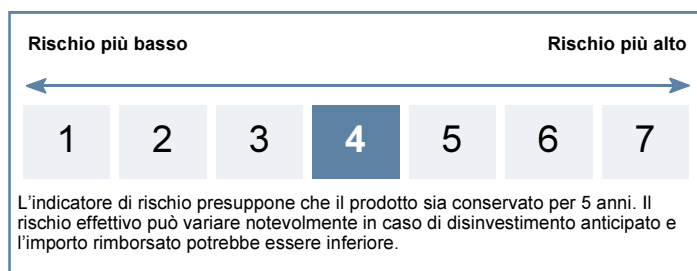 Rischio più basso Rischio più alto
1 2 3 4 5 6 7
L'indicatore di rischio presuppone che il prodotto sia conservato per 5 anni. Il
rischio effettivo può variare notevolmente in caso di disinvestimento anticipato e
l'importo rimborsato potrebbe essere inferiore.